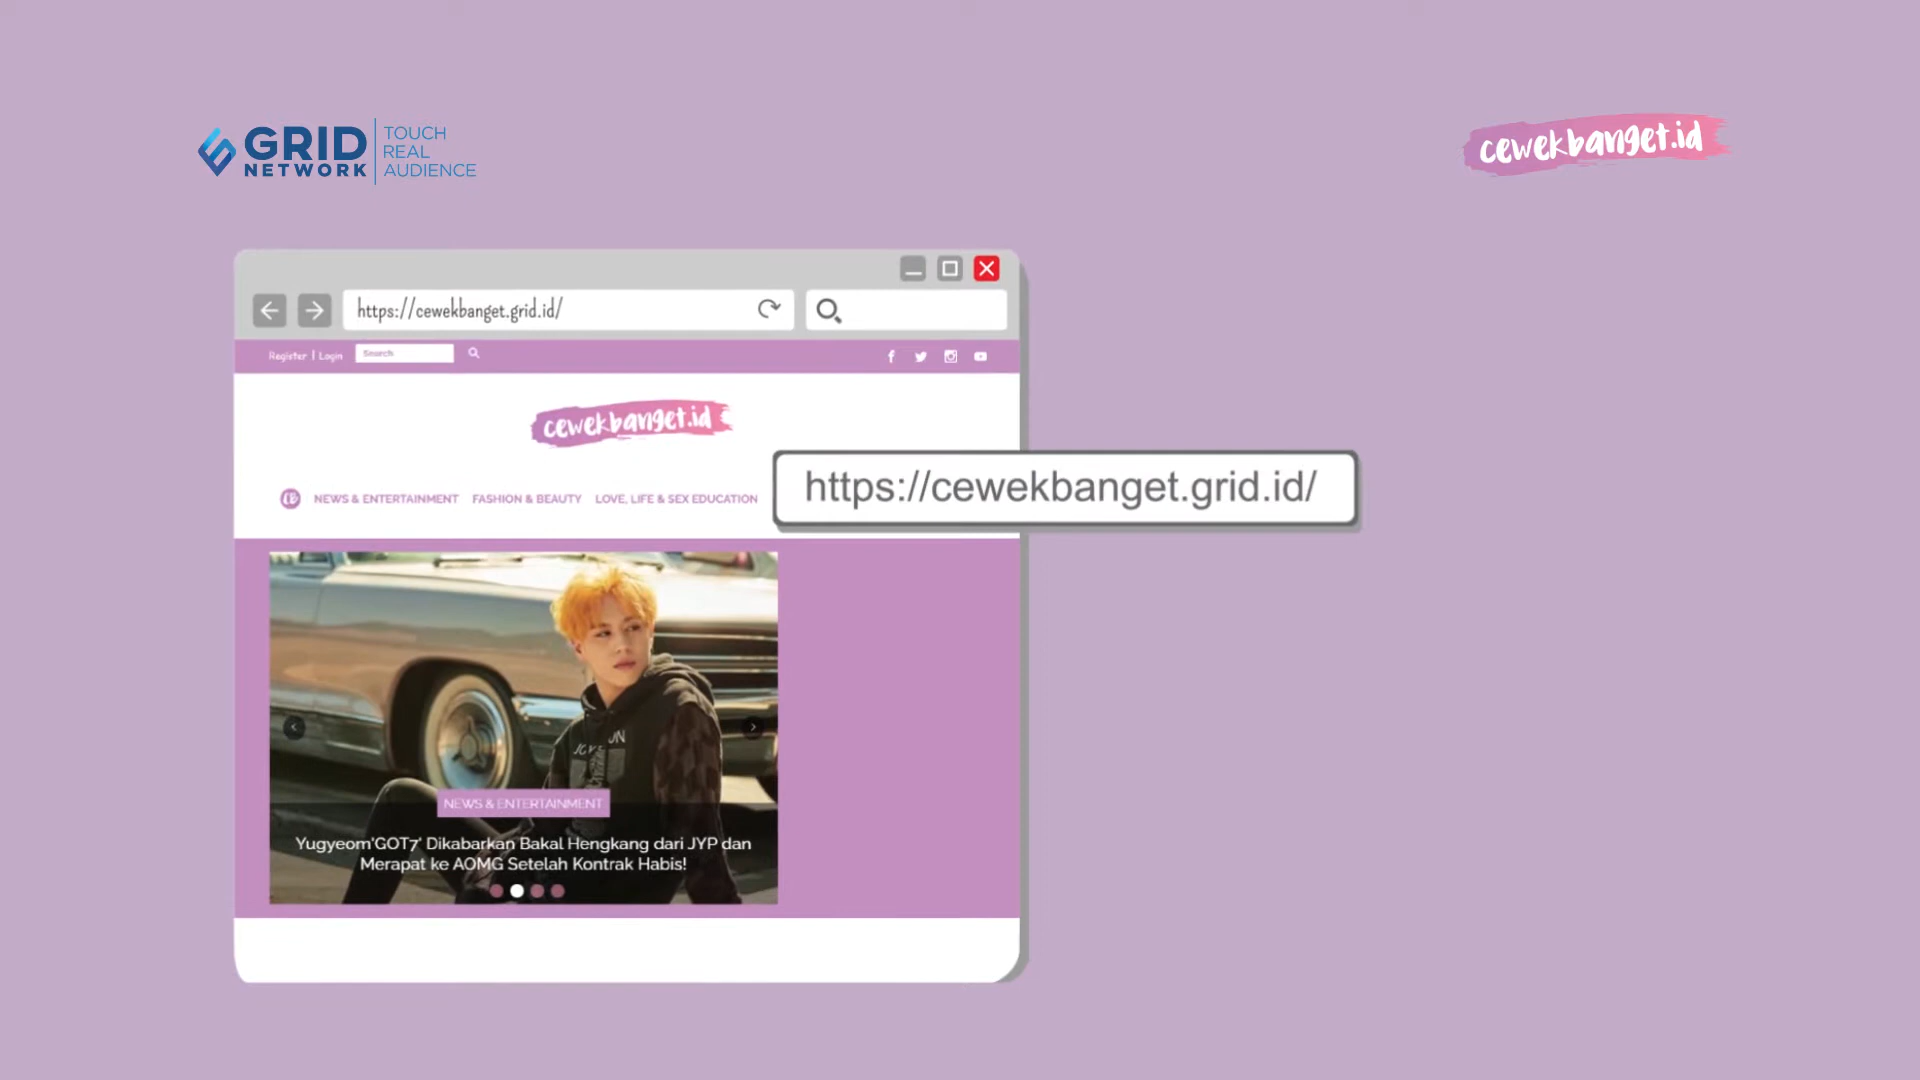 GRID
NETWORK
TOUCH
REAL
AUDIENCE
cewekbanget.id
https://cewekbanget.grid.id/
Register | Login
Search
cewekbanget.id
https://cewekbanget.grid.id/
CB
NEWS & ENTERTAINMENT FASHION & BEAUTY LOVE, LIFE & SEX EDUCATION
NEWS & ENTERTAINMENT
Yugyeom'GOT7' Dikabarkan Bakal Hengkang dari JYP dan
Merapat ke AOMG Setelah Kontrak Habis!